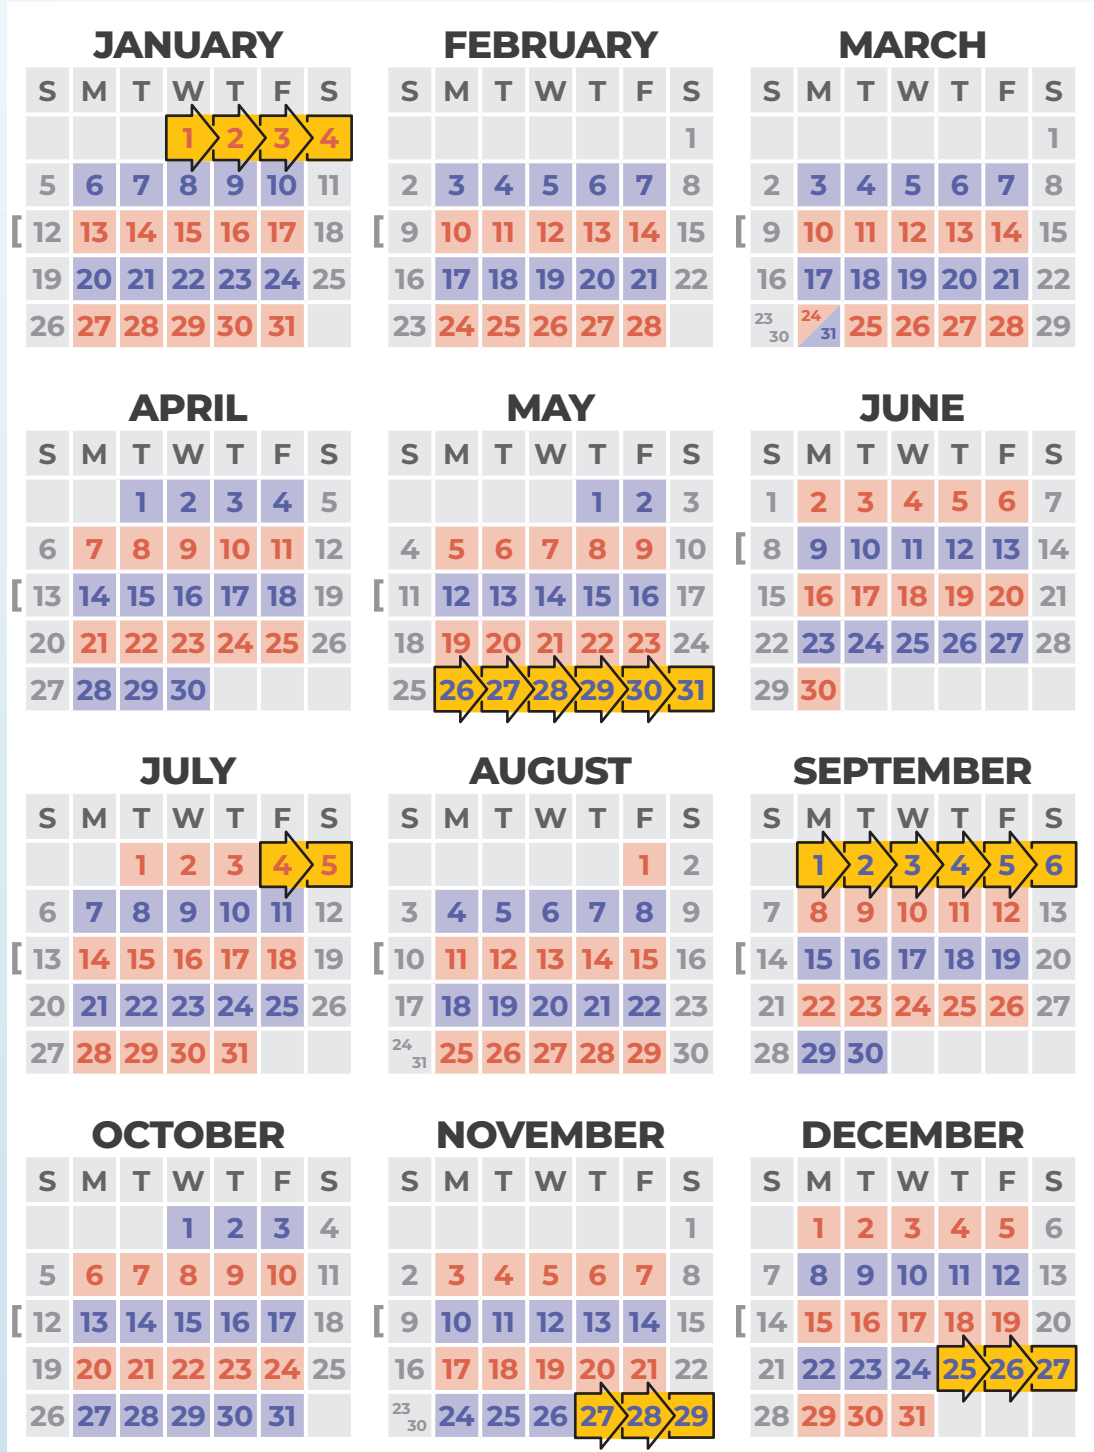 JANUARY FEBRUARY MARCH
S M T W T F S S M T W T F S S M T W T F S
1 2 3 4 1 1
5 6 7 8 9 10 11 2 3 4 5 6 7 8 2 3 4 5 6 7 8
[ 12 13 14 15 16 17 18 [ 9 10 11 12 13 14 15 [ 9 10 11 12 13 14 15
19 20 21 22 23 24 25 16 17 18 19 20 21 22 16 17 18 19 20 21 22
26 27 28 29 30 31 23 24 25 26 27 28 23 30 24 31 25 26 27 28 29
APRIL MAY JUNE
S M T W T F S S M T W T F S S M T W T F S
1 2 3 4 5 1 2 3 1 2 3 4 5 6 7
6 7 8 9 10 11 12 4 5 6 7 8 9 10 [ 8 9 10 11 12 13 14
[ 13 14 15 16 17 18 19 [ 11 12 13 14 15 16 17 15 16 17 18 19 20 21
20 21 22 23 24 25 26 18 19 20 21 22 23 24 22 23 24 25 26 27 28
27 28 29 30 25 26 27 28 29 30 31 29 30
JULY AUGUST SEPTEMBER
S M T W T F S S M T W T F S S M T W T F S
1 2 3 4 5 1 2 1 2 3 4 5 6
6 7 8 9 10 11 12 3 4 5 6 7 8 9 7 8 9 10 11 12 13
[ 13 14 15 16 17 18 19 [ 10 11 12 13 14 15 16 [ 14 15 16 17 18 19 20
20 21 22 23 24 25 26 17 18 19 20 21 22 23 21 22 23 24 25 26 27
27 28 29 30 31 24 31 25 26 27 28 29 30 28 29 30
OCTOBER NOVEMBER DECEMBER
S M T W T F S S M T W T F S S M T W T F S
1 2 3 4 1 1 2 3 4 5 6
5 6 7 8 9 10 11 2 3 4 5 6 7 8 7 8 9 10 11 12 13
[ 12 13 14 15 16 17 18 [ 9 10 11 12 13 14 15 [ 14 15 16 17 18 19 20
19 20 21 22 23 24 25 16 17 18 19 20 21 22 21 22 23 24 25 26 27
26 27 28 29 30 31 23 30 24 25 26 27 28 29 28 29 30 31